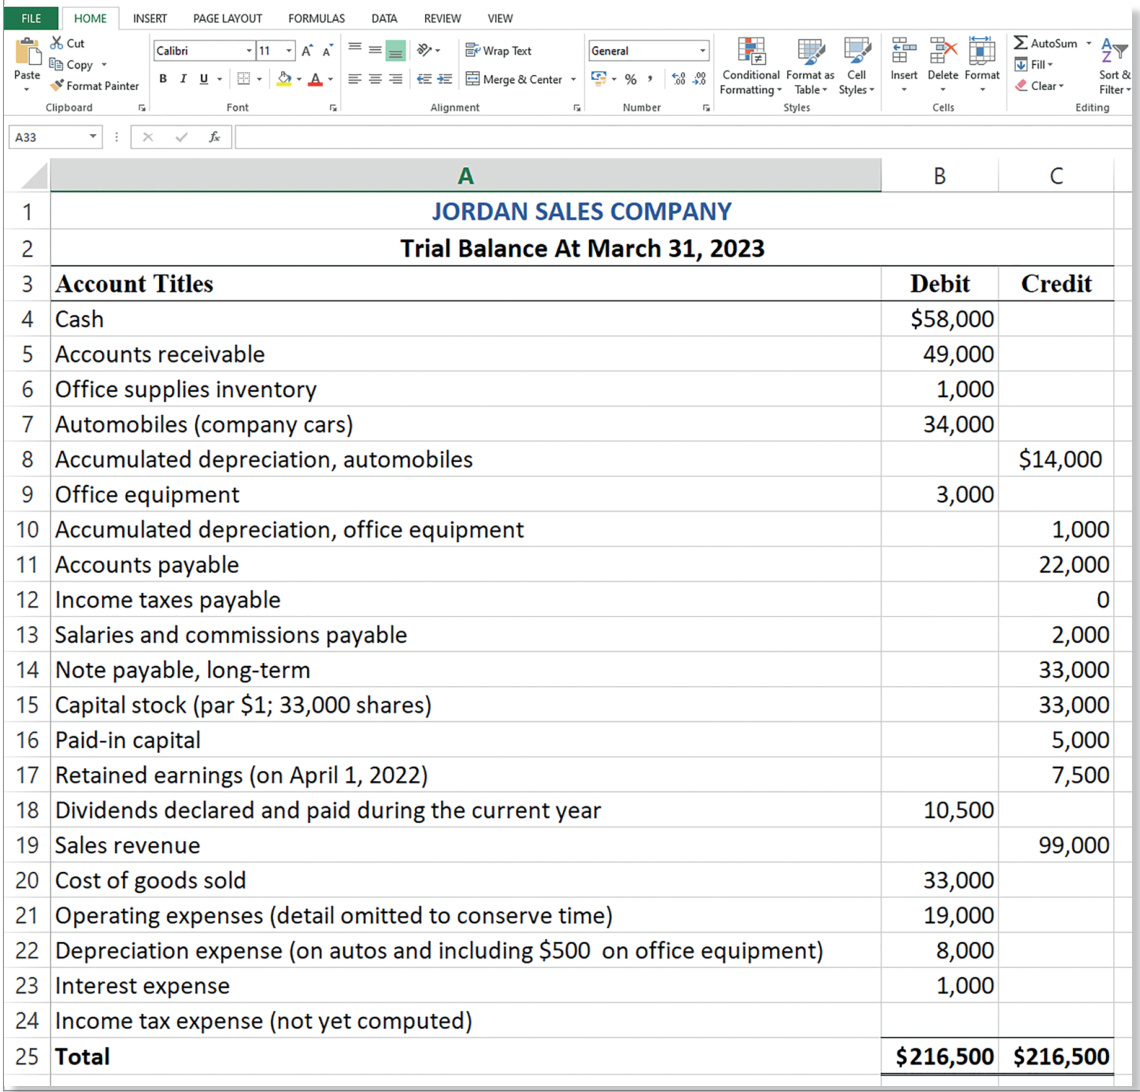 FILE HOME INSERT PAGE LAYOUT FORMULAS DATA REVIEW VIEW
Paste
Cut
Copy
Format Painter
Clipboard
Calibri 11
B I U
Font
Wrap Text
Merge & Center
Alignment
General
% ,
Number
Conditional Formatting
Format as Table
Cell Styles
Styles
Insert Delete Format
Cells
AutoSum
Fill
Clear
Sort & Filter
Editing
A33 fx
A B C
1 JORDAN SALES COMPANY
2 Trial Balance At March 31, 2023
3 Account Titles Debit Credit
4 Cash $58,000
5 Accounts receivable 49,000
6 Office supplies inventory 1,000
7 Automobiles (company cars) 34,000
8 Accumulated depreciation, automobiles $14,000
9 Office equipment 3,000
10 Accumulated depreciation, office equipment 1,000
11 Accounts payable 22,000
12 Income taxes payable 0
13 Salaries and commissions payable 2,000
14 Note payable, long-term 33,000
15 Capital stock (par $1; 33,000 shares) 33,000
16 Paid-in capital 5,000
17 Retained earnings (on April 1, 2022) 7,500
18 Dividends declared and paid during the current year 10,500
19 Sales revenue 99,000
20 Cost of goods sold 33,000
21 Operating expenses (detail omitted to conserve time) 19,000
22 Depreciation expense (on autos and including $500 on office equipment) 8,000
23 Interest expense 1,000
24 Income tax expense (not yet computed)
25 Total $216,500 $216,500